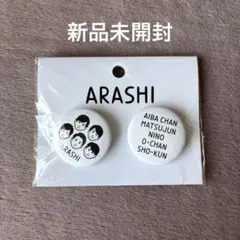 新品未開封
ARASHI
ARASHI
AIBA CHAN
MATSUJUN
NINO
O-CHAN
SHO-KUN